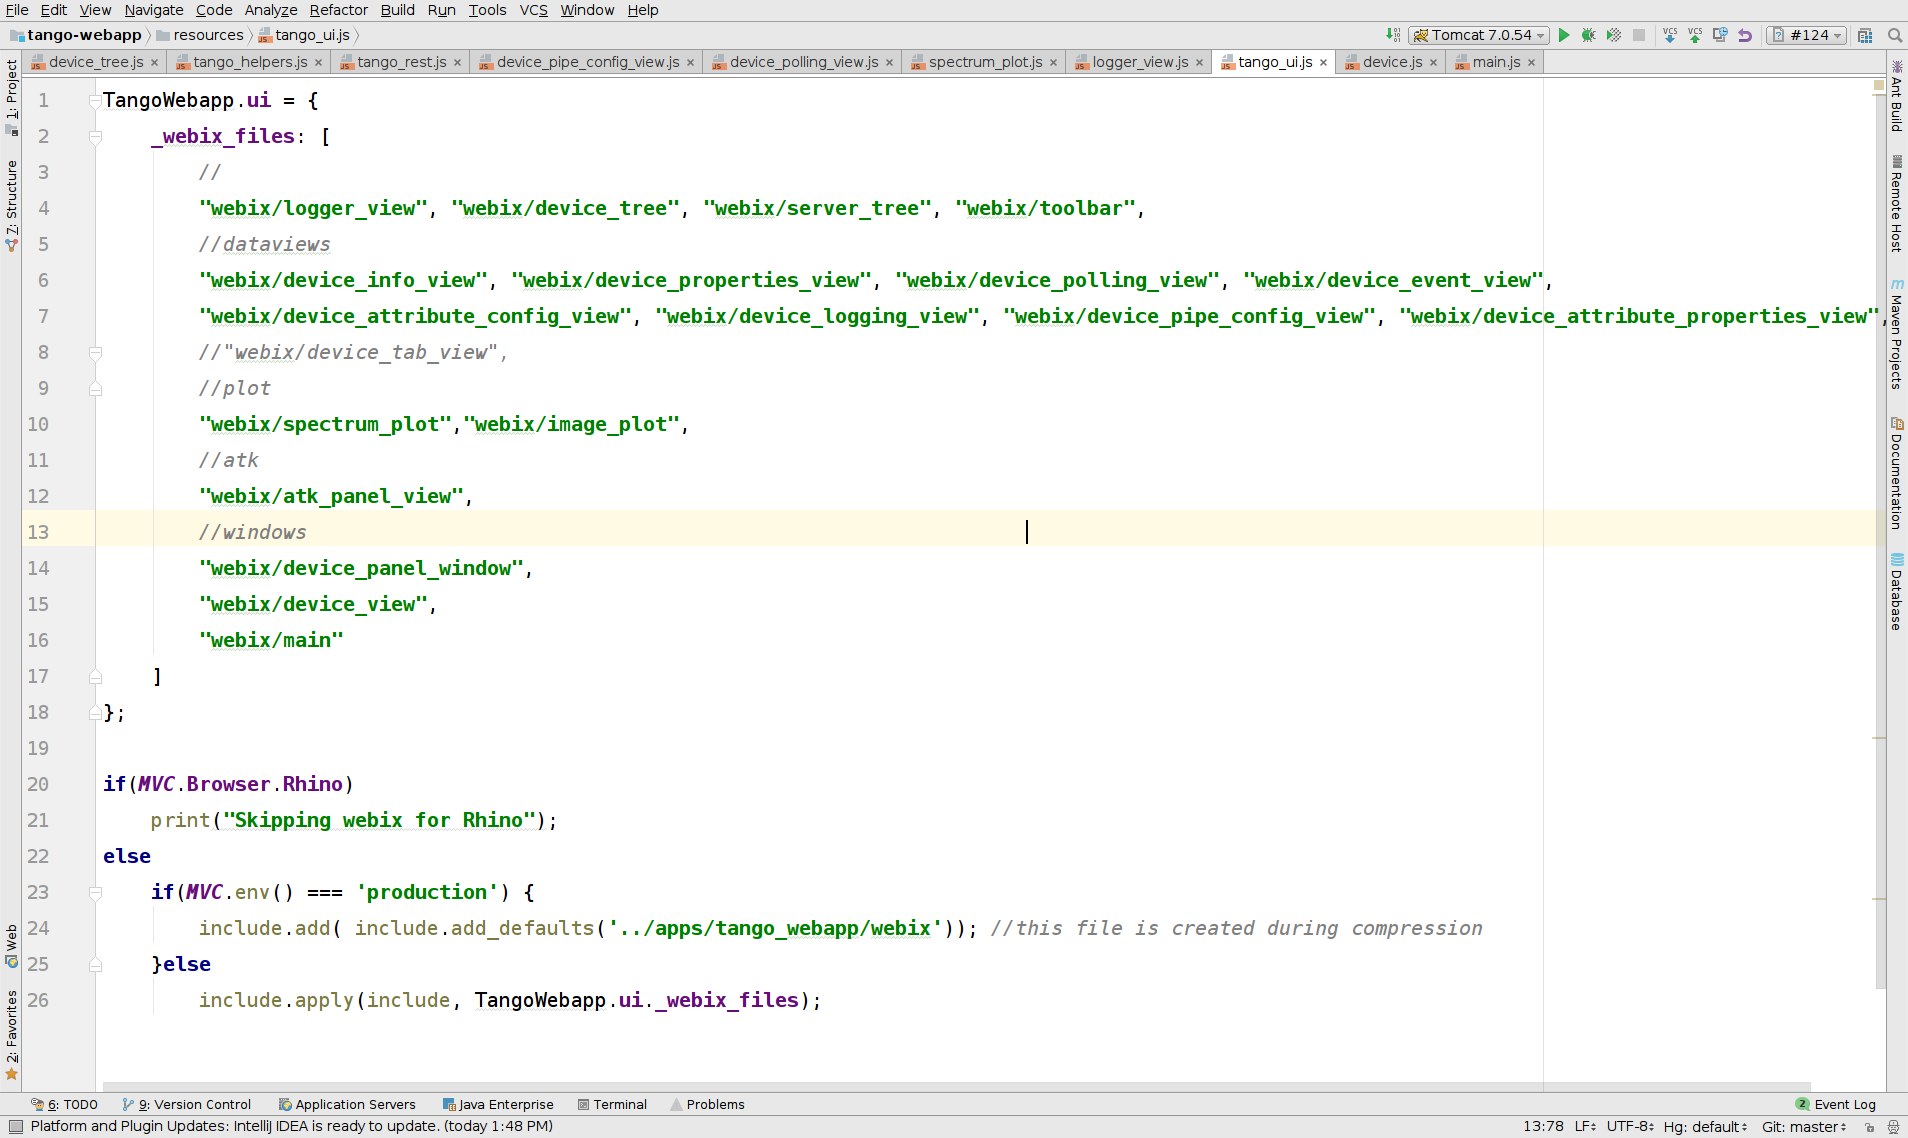 File Edit View Navigate Code Analyze Refactor Build Run Tools VCS Window Help
tango-webapp resources tango_ui.js Tomcat 7.0.54 VCS VCS #124
device_tree.js tango_helpers.js tango_rest.js device_pipe_config_view.js device_polling_view.js spectrum_plot.js logger_view.js tango_ui.js device.js main.js
1: Project
Z: Structure
Web
2: Favorites
1 TangoWebapp.ui = {
2 _webix_files: [
3 //
4 "webix/logger_view", "webix/device_tree", "webix/server_tree", "webix/toolbar",
5 //dataviews
6 "webix/device_info_view", "webix/device_properties_view", "webix/device_polling_view", "webix/device_event_view",
7 "webix/device_attribute_config_view", "webix/device_logging_view", "webix/device_pipe_config_view", "webix/device_attribute_properties_view",
8 //"webix/device_tab_view",
9 //plot
10 "webix/spectrum_plot","webix/image_plot",
11 //atk
12 "webix/atk_panel_view",
13 //windows
14 "webix/device_panel_window",
15 "webix/device_view",
16 "webix/main"
17 ]
18 };
19
20 if(MVC.Browser.Rhino)
21 print("Skipping webix for Rhino");
22 else
23 if(MVC.env() === 'production') {
24 include.add( include.add_defaults('../apps/tango_webapp/webix')); //this file is created during compression
25 }else
26 include.apply(include, TangoWebapp.ui._webix_files);
Ant Build
Remote Host
Maven Projects
Documentation
Database
6: TODO 9: Version Control Application Servers Java Enterprise Terminal Problems 2 Event Log
Platform and Plugin Updates: IntelliJ IDEA is ready to update. (today 1:48 PM) 13:78 LF UTF-8 Hg: default Git: master